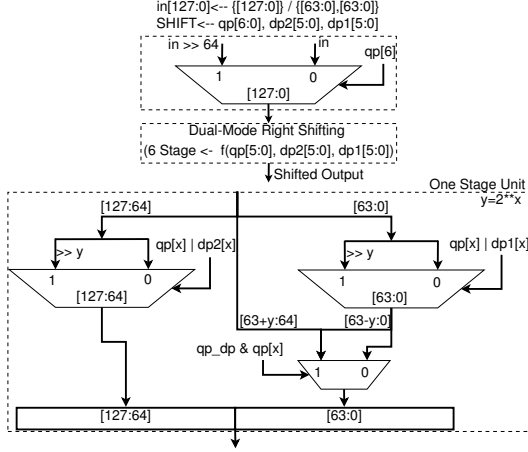 in[127:0]<-- {[127:0]} / {[63:0],[63:0]}
SHIFT<-- qp[6:0], dp2[5:0], dp1[5:0]
in >> 64
in
qp[6]
1
0
[127:0]
Dual-Mode Right Shifting
(6 Stage <- f(qp[5:0], dp2[5:0], dp1[5:0])
Shifted Output
One Stage Unit
y=2**x
[127:64]
[63:0]
>> y
qp[x] | dp2[x]
>> y
qp[x] | dp1[x]
1
0
1
0
[127:64]
[63:0]
[63+y:64]
[63-y:0]
qp_dp & qp[x]
1
0
[127:64]
[63:0]